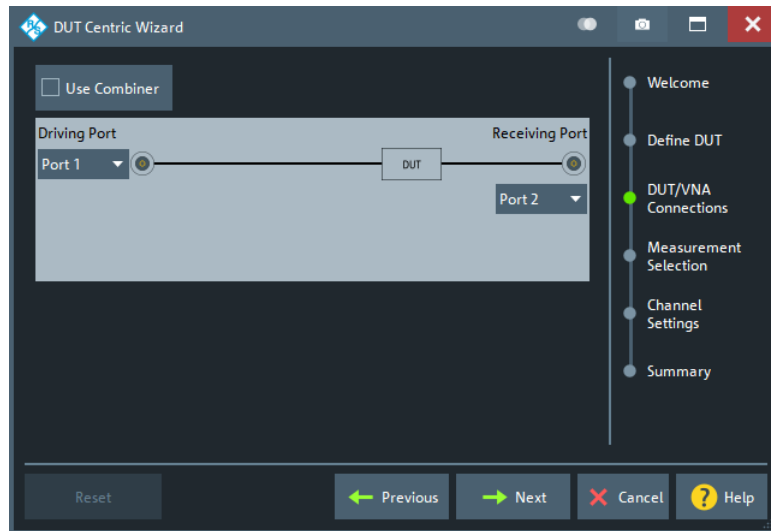 DUT Centric Wizard
Use Combiner
Driving Port
Receiving Port
Port 1
DUT
Port 2
Welcome
Define DUT
DUT/VNA
Connections
Measurement
Selection
Channel
Settings
Summary
Reset
Previous
Next
Cancel
? Help